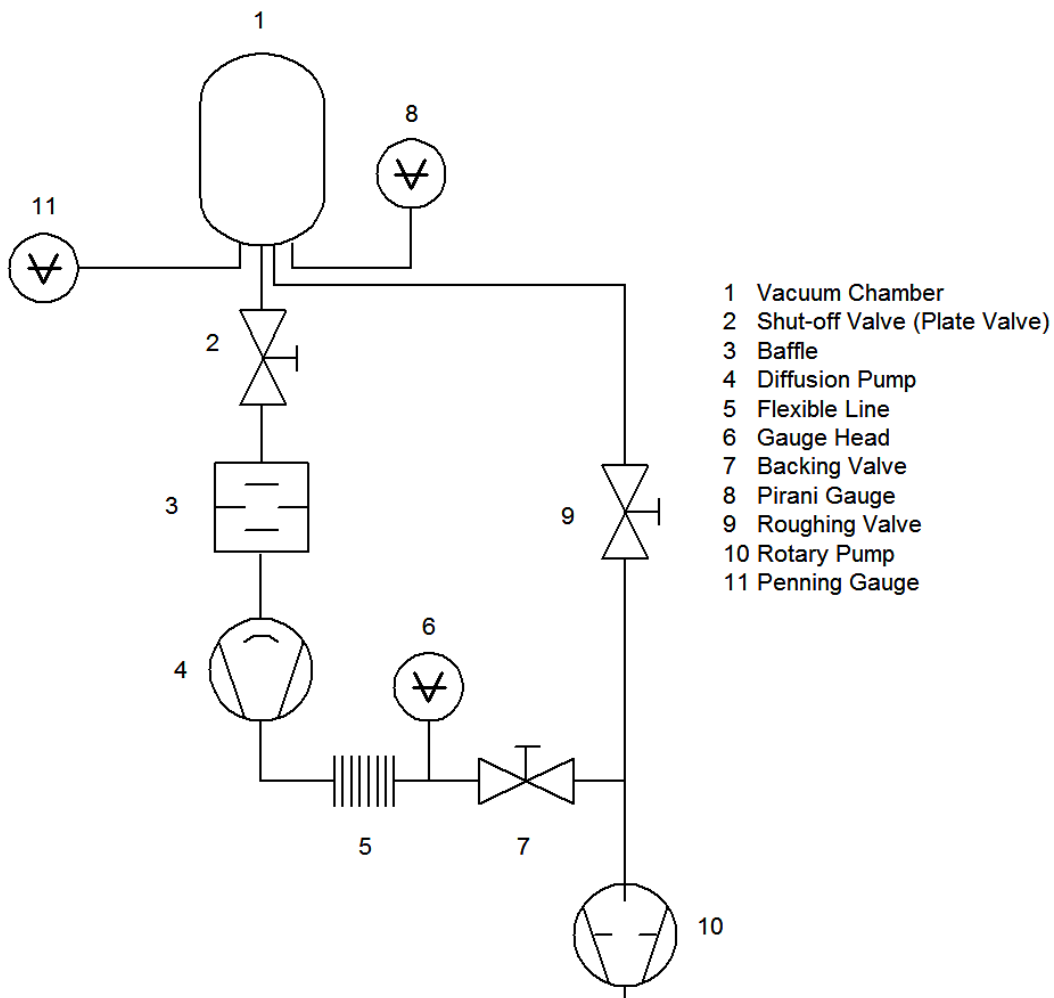 1
8
11
2
3
4
6
5
7
9
10
1 Vacuum Chamber
2 Shut-off Valve (Plate Valve)
3 Baffle
4 Diffusion Pump
5 Flexible Line
6 Gauge Head
7 Backing Valve
8 Pirani Gauge
9 Roughing Valve
10 Rotary Pump
11 Penning Gauge